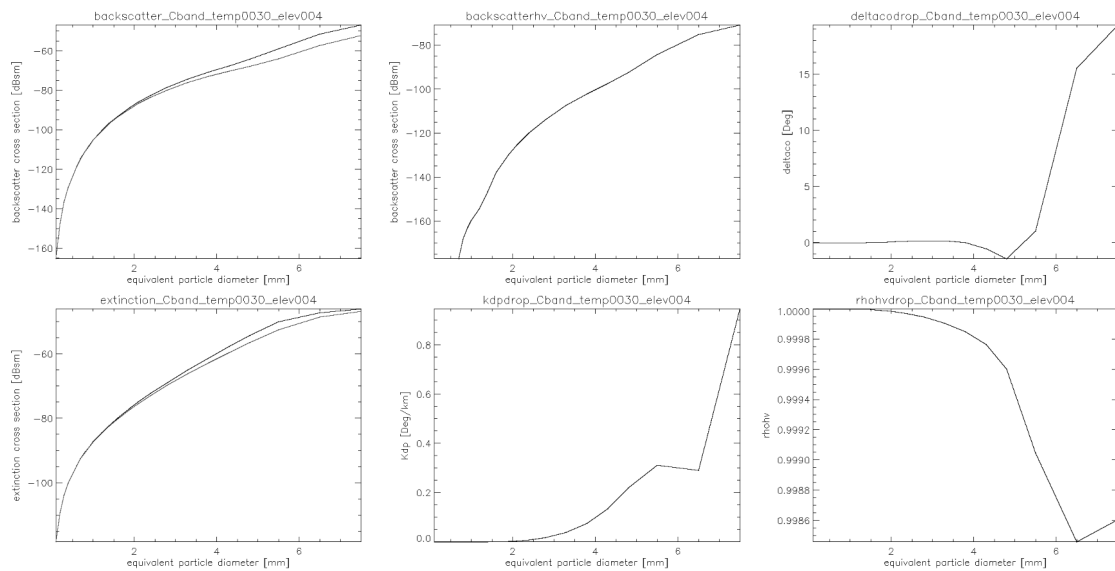 backscatter_Cband_temp0030_elev004
backscatter cross section [dBsm]
-60
-80
-100
-120
-140
-160
2 4 6
equivalent particle diameter [mm]
backscatterhv_Cband_temp0030_elev004
backscatter cross section [dBsm]
-80
-100
-120
-140
-160
2 4 6
equivalent particle diameter [mm]
deltacodrop_Cband_temp0030_elev004
deltaco [Deg]
15
10
5
0
2 4 6
equivalent particle diameter [mm]
extinction_Cband_temp0030_elev004
extinction cross section [dBsm]
-60
-80
-100
2 4 6
equivalent particle diameter [mm]
kdpdrop_Cband_temp0030_elev004
Kdp [Deg/km]
0.8
0.6
0.4
0.2
0.0
2 4 6
equivalent particle diameter [mm]
rhohvdrop_Cband_temp0030_elev004
rhohv
1.0000
0.9998
0.9996
0.9994
0.9992
0.9990
0.9988
0.9986
2 4 6
equivalent particle diameter [mm]